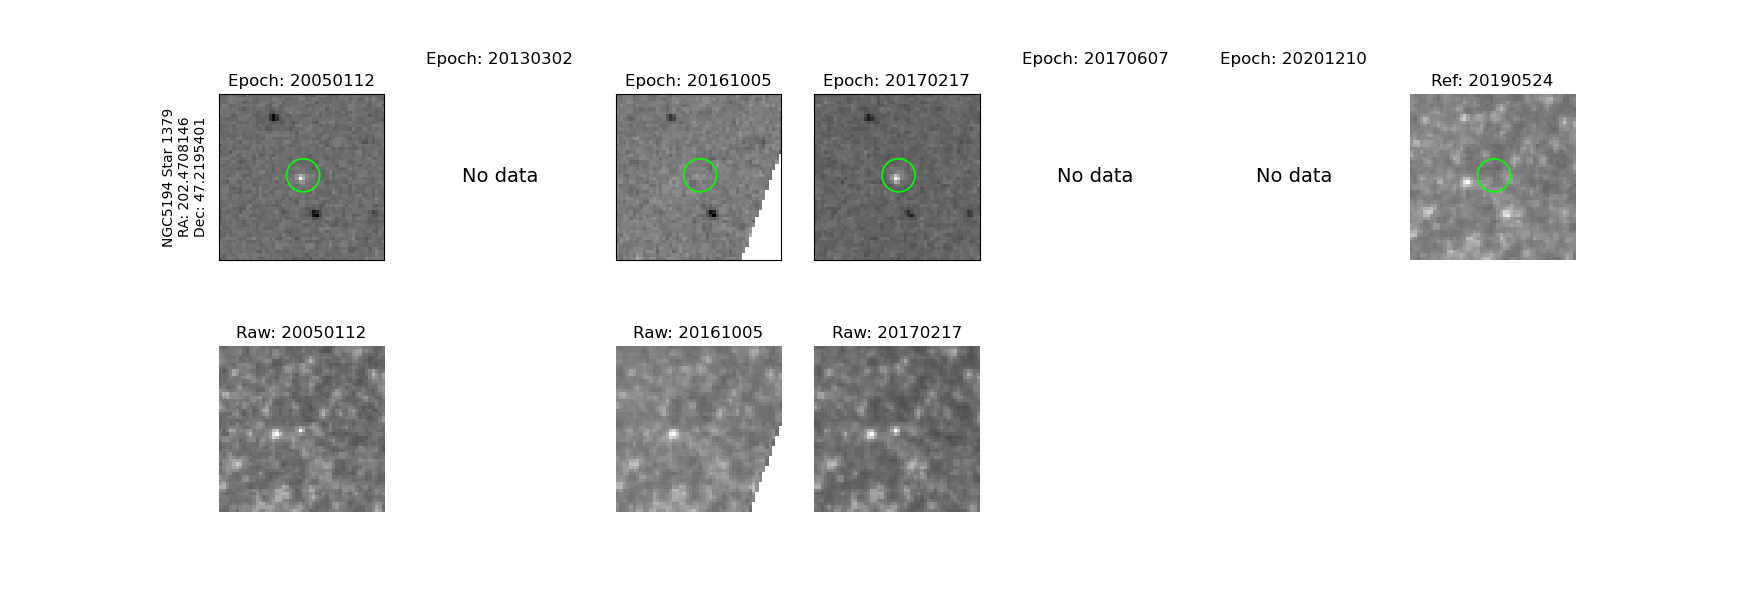 Epoch: 20050112
Epoch: 20130302
Epoch: 20161005
Epoch: 20170217
Epoch: 20170607
Epoch: 20201210
Ref: 20190524
NGC5194 Star 1379
RA: 202.4708146
Dec: 47.2195401
No data
No data
No data
Raw: 20050112
Raw: 20161005
Raw: 20170217